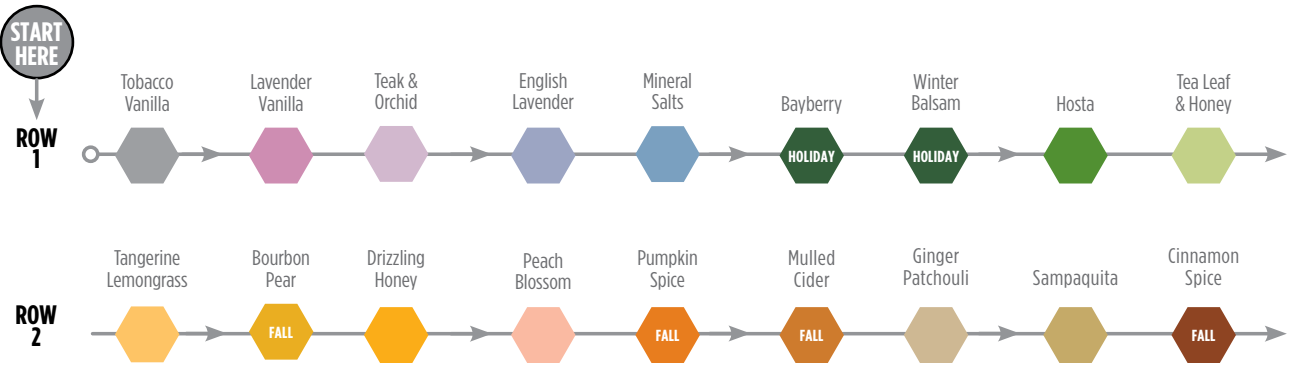 START
HERE
Tobacco
Vanilla
Lavender
Vanilla
Teak &
Orchid
English
Lavender
Mineral
Salts
Bayberry
Winter
Balsam
Hosta
Tea Leaf
& Honey
ROW
1
HOLIDAY
HOLIDAY
Tangerine
Lemongrass
Bourbon
Pear
Drizzling
Honey
Peach
Blossom
Pumpkin
Spice
Mulled
Cider
Ginger
Patchouli
Sampaquita
Cinnamon
Spice
ROW
2
FALL
FALL
FALL
FALL